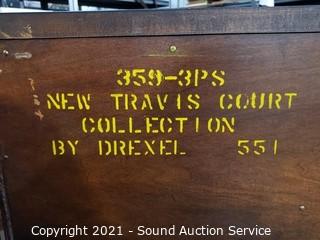 359-3PS
NEW TRAVIS COURT
COLLECTION
BY DREXEL 551
Copyright 2021 - Sound Auction Service